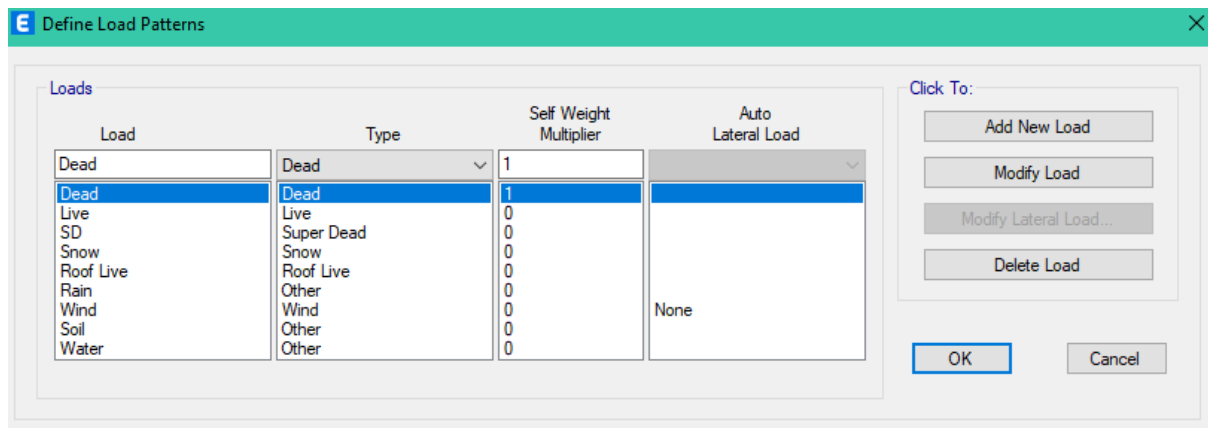 E Define Load Patterns
Loads
Click To:
Load Type Self Weight Multiplier Auto Lateral Load
Dead Dead 1
Dead Dead 1
Live Live 0
SD Super Dead 0
Snow Snow 0
Roof Live Roof Live 0
Rain Other 0
Wind Wind 0 None
Soil Other 0
Water Other 0
Add New Load
Modify Load
Modify Lateral Load...
Delete Load
OK Cancel